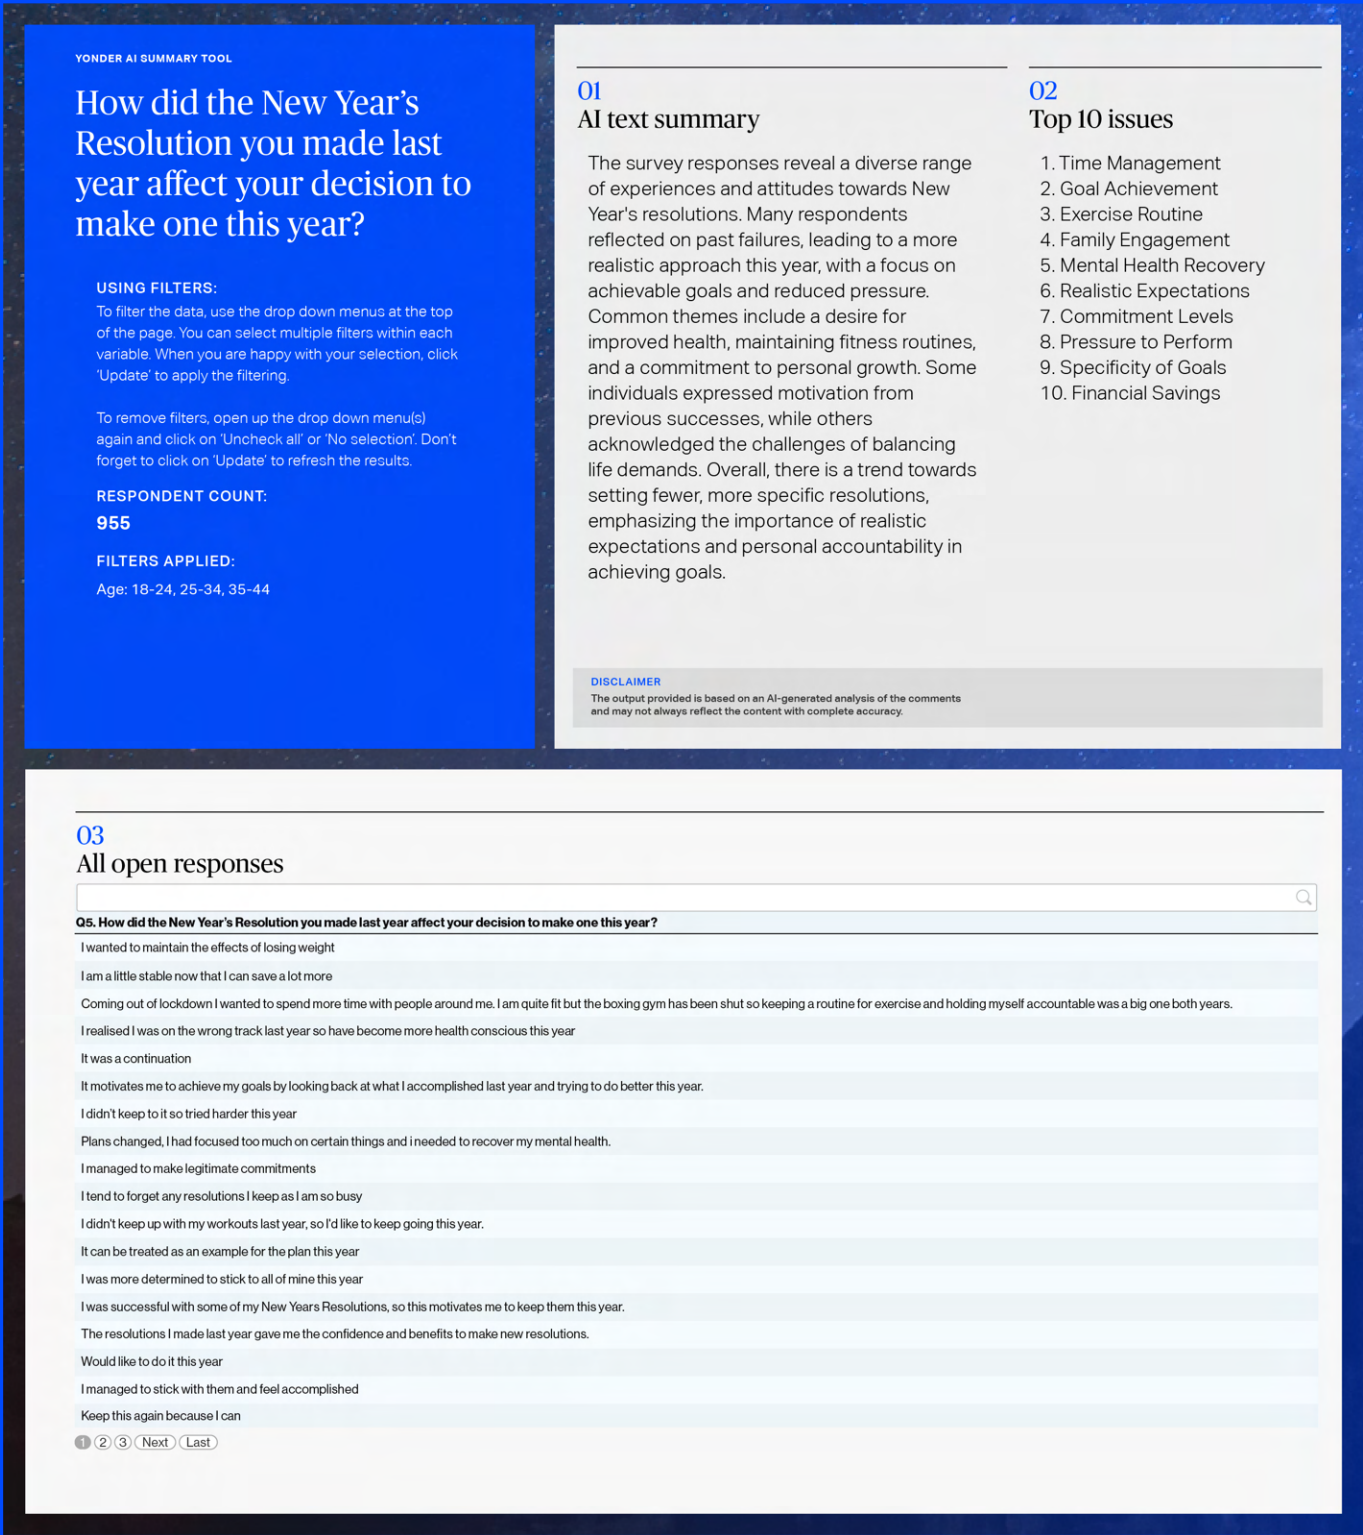 YONDER AI SUMMARY TOOL
How did the New Year’s
Resolution you made last
year affect your decision to
make one this year?
USING FILTERS:
To filter the data, use the drop down menus at the top
of the page. You can select multiple filters within each
variable. When you are happy with your selection, click
‘Update’ to apply the filtering.
To remove filters, open up the drop down menu(s)
again and click on ‘Uncheck all’ or ‘No selection’. Don’t
forget to click on ‘Update’ to refresh the results.
RESPONDENT COUNT:
955
FILTERS APPLIED:
Age: 18-24, 25-34, 35-44
01
AI text summary
The survey responses reveal a diverse range
of experiences and attitudes towards New
Year's resolutions. Many respondents
reflected on past failures, leading to a more
realistic approach this year, with a focus on
achievable goals and reduced pressure.
Common themes include a desire for
improved health, maintaining fitness routines,
and a commitment to personal growth. Some
individuals expressed motivation from
previous successes, while others
acknowledged the challenges of balancing
life demands. Overall, there is a trend towards
setting fewer, more specific resolutions,
emphasizing the importance of realistic
expectations and personal accountability in
achieving goals.
02
Top 10 issues
1. Time Management
2. Goal Achievement
3. Exercise Routine
4. Family Engagement
5. Mental Health Recovery
6. Realistic Expectations
7. Commitment Levels
8. Pressure to Perform
9. Specificity of Goals
10. Financial Savings
DISCLAIMER
The output provided is based on an AI-generated analysis of the comments
and may not always reflect the content with complete accuracy.
03
All open responses
Q5. How did the New Year’s Resolution you made last year affect your decision to make one this year?
I wanted to maintain the effects of losing weight
I am a little stable now that I can save a lot more
Coming out of lockdown I wanted to spend more time with people around me. I am quite fit but the boxing gym has been shut so keeping a routine for exercise and holding myself accountable was a big one both years.
I realised I was on the wrong track last year so have become more health conscious this year
It was a continuation
It motivates me to achieve my goals by looking back at what I accomplished last year and trying to do better this year.
I didn’t keep to it so tried harder this year
Plans changed, I had focused too much on certain things and i needed to recover my mental health.
I managed to make legitimate commitments
I tend to forget any resolutions I keep as I am so busy
I didn't keep up with my workouts last year, so I'd like to keep going this year.
It can be treated as an example for the plan this year
I was more determined to stick to all of mine this year
I was successful with some of my New Years Resolutions, so this motivates me to keep them this year.
The resolutions I made last year gave me the confidence and benefits to make new resolutions.
Would like to do it this year
I managed to stick with them and feel accomplished
Keep this again because I can
1 2 3 Next Last